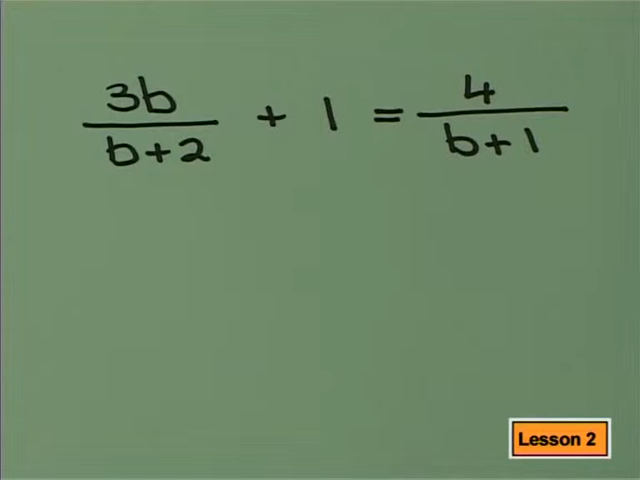 3b/(b+2) + 1 = 4/(b+1)
Lesson 2